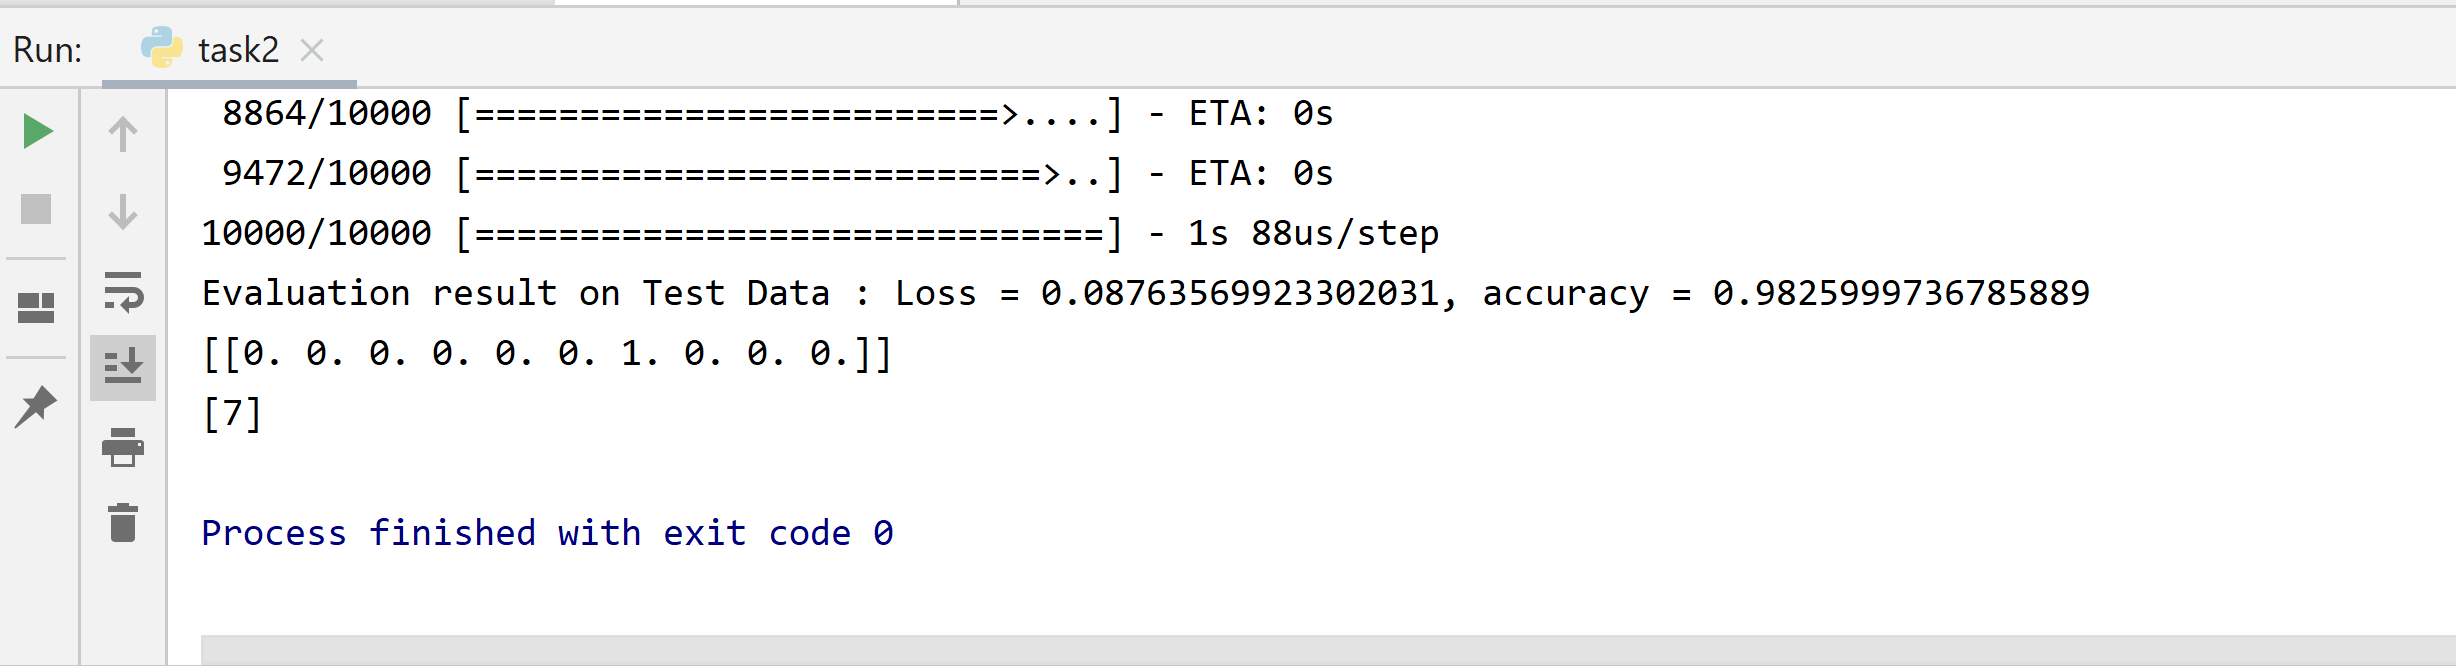 Run: task2
8864/10000 [=========================>....] - ETA: 0s
9472/10000 [===========================>..] - ETA: 0s
10000/10000 [==============================] - 1s 88us/step
Evaluation result on Test Data : Loss = 0.08763569923302031, accuracy = 0.9825999736785889
[[0. 0. 0. 0. 0. 0. 1. 0. 0. 0.]]
[7]
Process finished with exit code 0